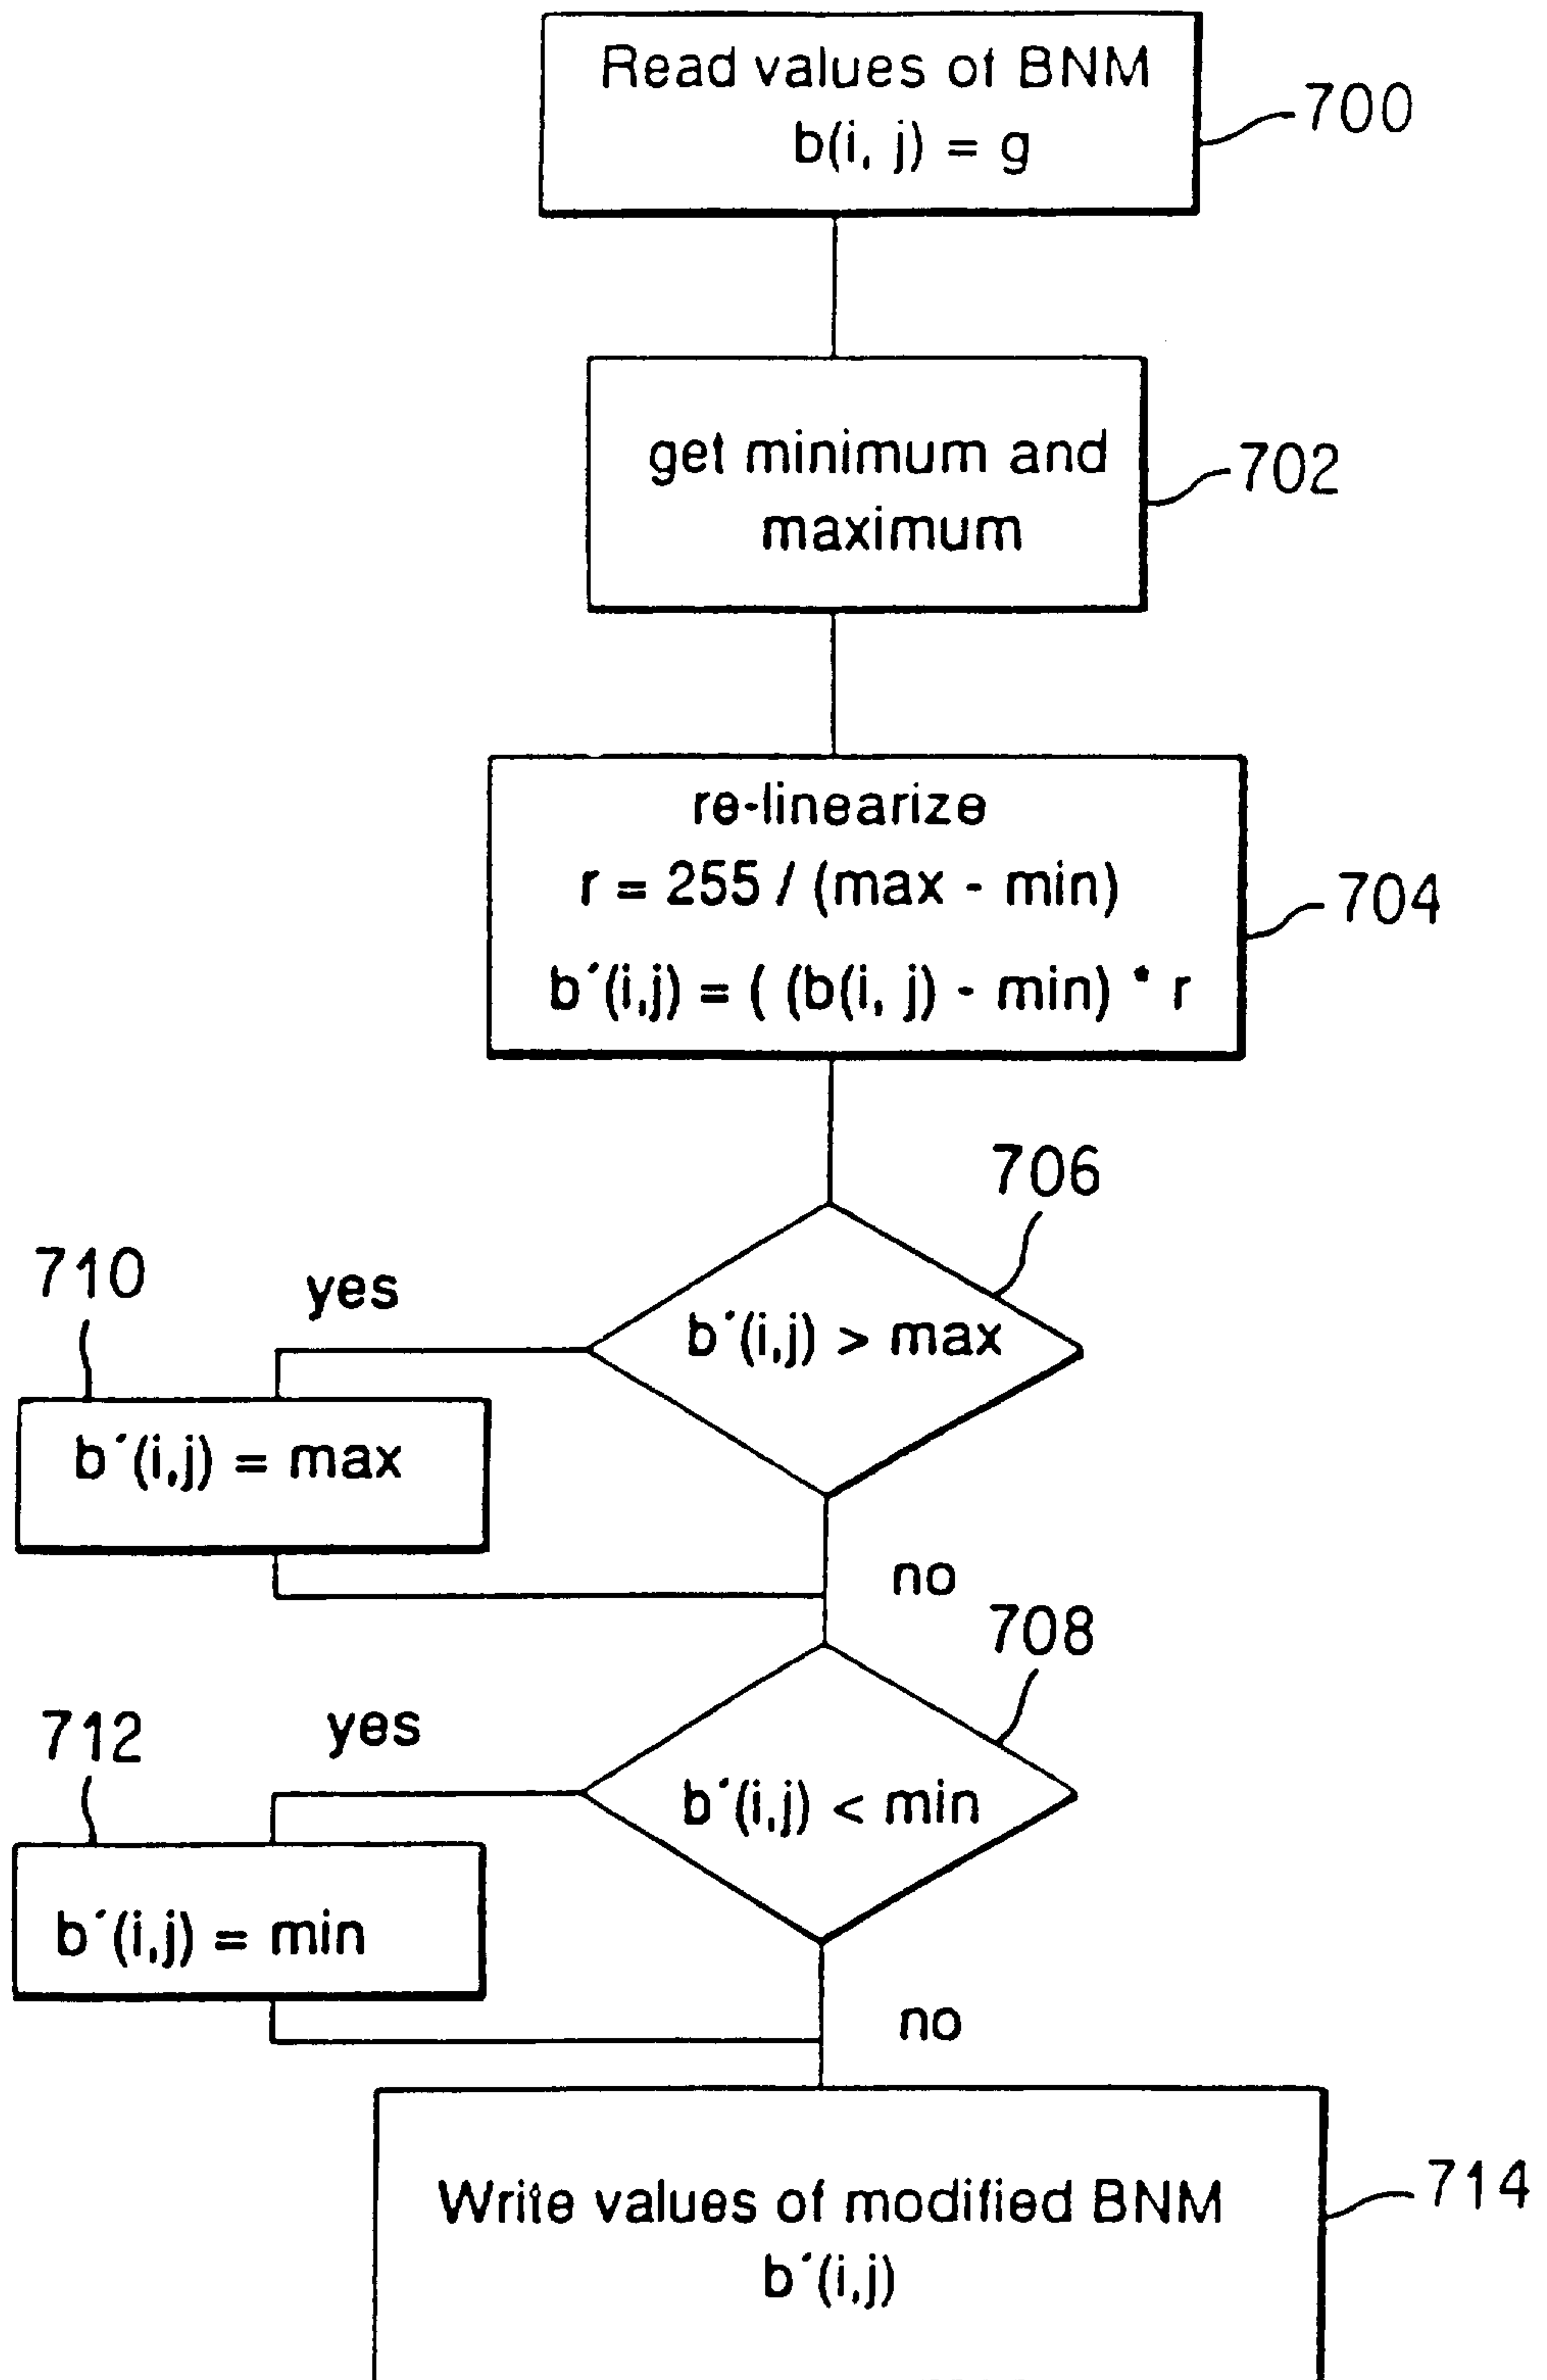 Read values of BNM
b(i, j) = g
700
get minimum and
maximum
702
re-linearize
r = 255 / (max - min)
b´(i,j) = ( (b(i, j) - min) * r
704
706
b´(i,j) > max
yes
710
b´(i,j) = max
no
708
b´(i,j) < min
yes
712
b´(i,j) = min
no
Write values of modified BNM
b´(i,j)
714